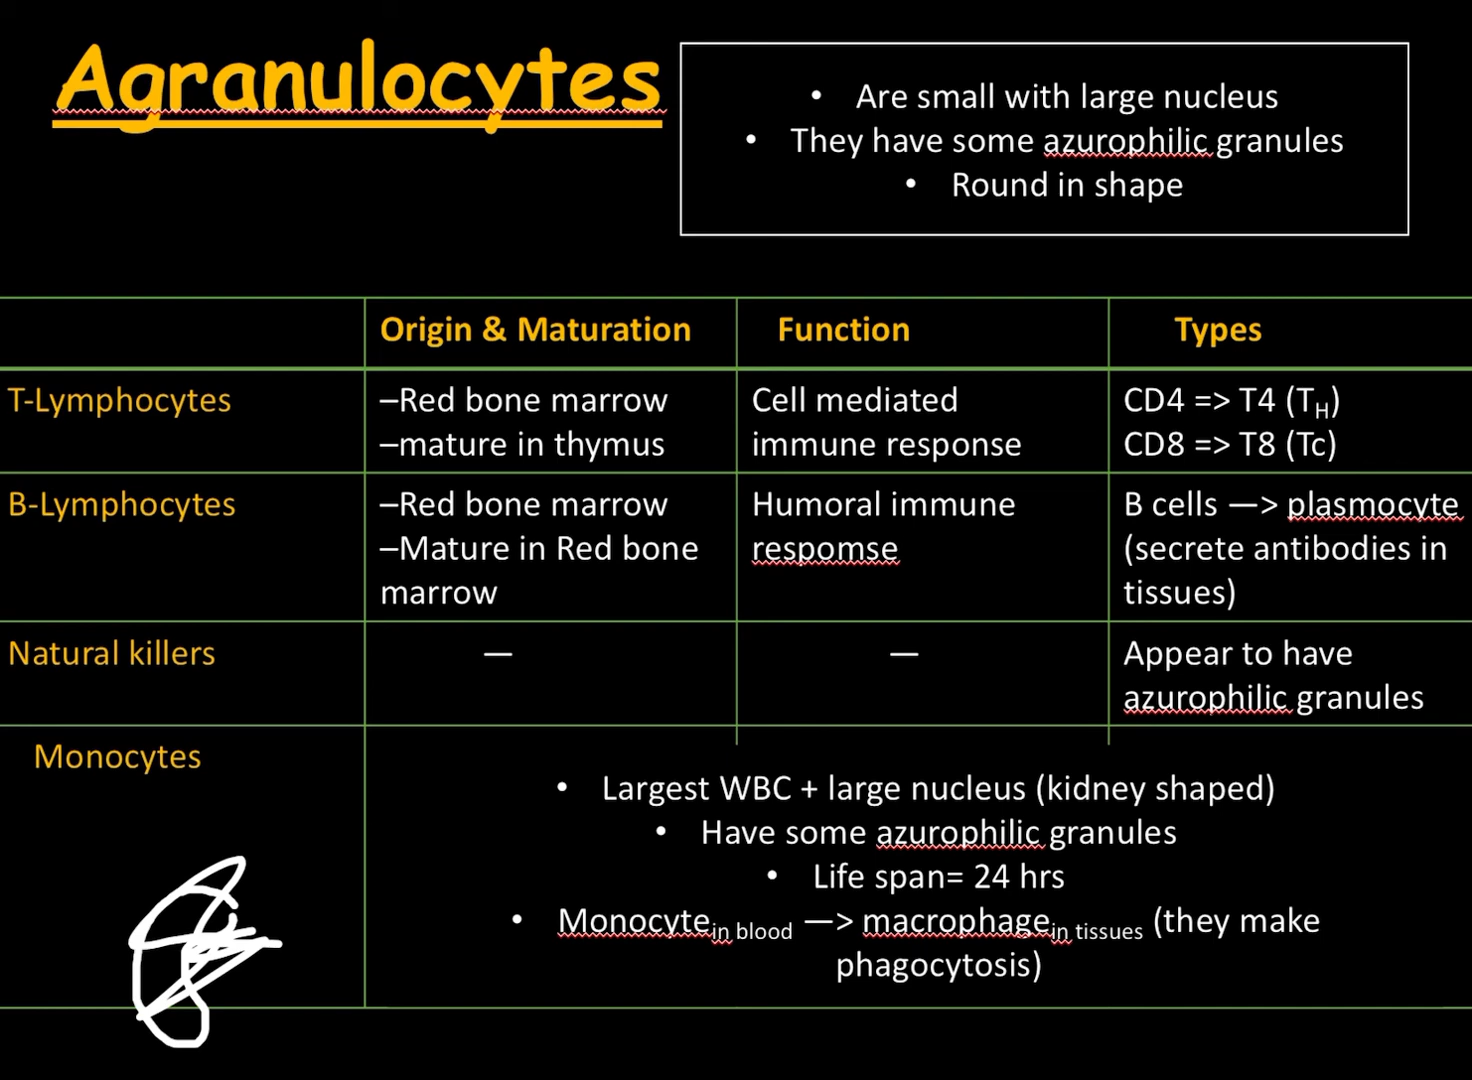 Agranulocytes
• Are small with large nucleus
• They have some azurophilic granules
• Round in shape
Origin & Maturation Function Types
T-Lymphocytes
–Red bone marrow
–mature in thymus
Cell mediated
immune response
CD4 => T4 (TH)
CD8 => T8 (Tc)
B-Lymphocytes
–Red bone marrow
–Mature in Red bone
marrow
Humoral immune
respomse
B cells —> plasmocyte
(secrete antibodies in
tissues)
Natural killers
—
—
Appear to have
azurophilic granules
Monocytes
• Largest WBC + large nucleus (kidney shaped)
• Have some azurophilic granules
• Life span= 24 hrs
• Monocyte in blood —> macrophage in tissues (they make
phagocytosis)